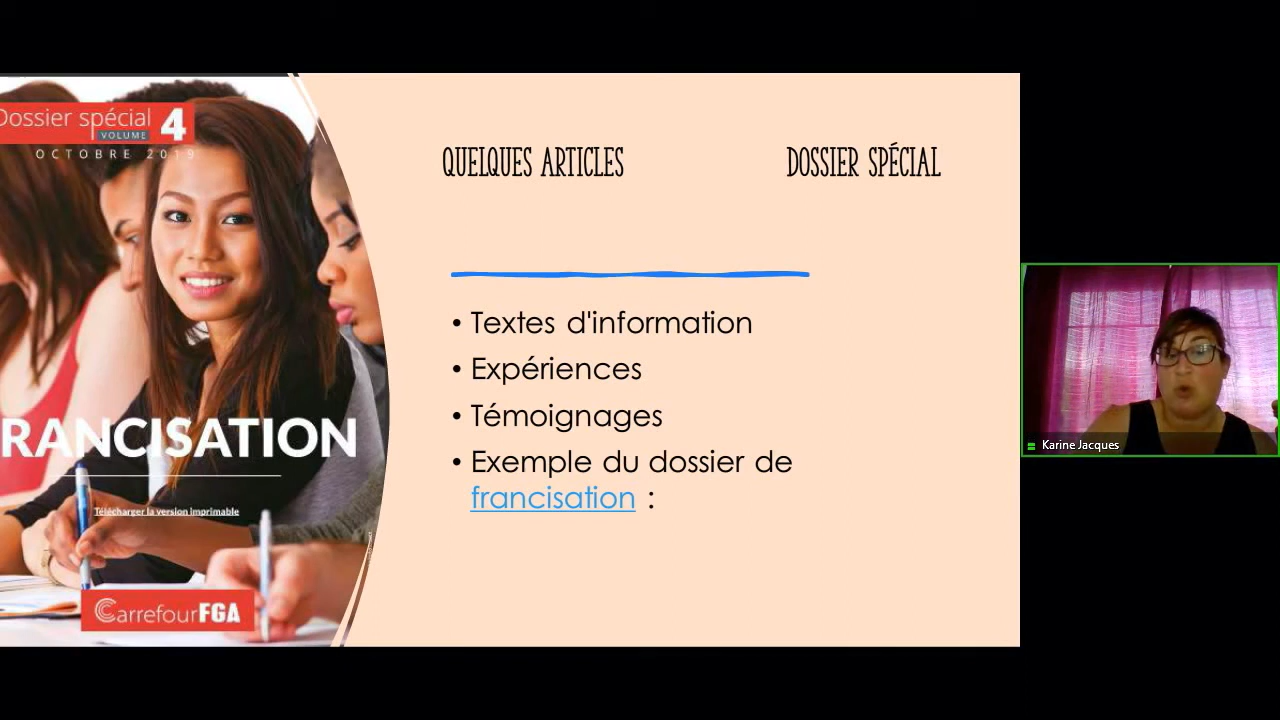 Dossier spécial
VOLUME 4
OCTOBRE 2019
RANCISATION
Télécharger la version imprimable
CarrefourFGA
QUELQUES ARTICLES DOSSIER SPÉCIAL
• Textes d'information
• Expériences
• Témoignages
• Exemple du dossier de
francisation :
Karine Jacques